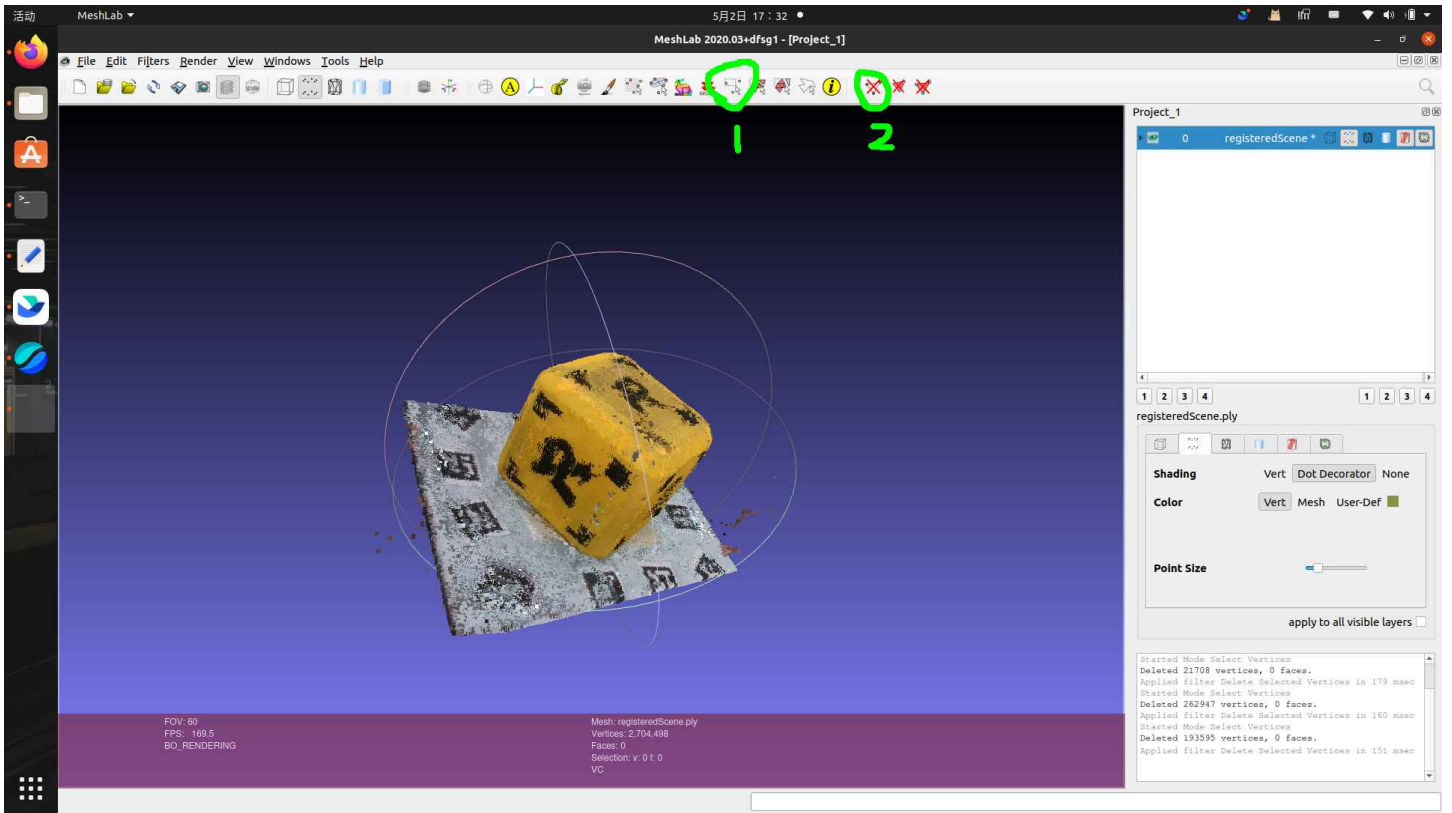 活动 MeshLab 5月2日 17：32
MeshLab 2020.03+dfsg1 - [Project_1]
File Edit Filters Render View Windows Tools Help
1 2
Project_1
0 registeredScene *
1 2 3 4 1 2 3 4
registeredScene.ply
Shading Vert Dot Decorator None
Color Vert Mesh User-Def
Point Size
apply to all visible layers
Started Mode Select Vertices
Deleted 21708 vertices, 0 faces.
Applied filter Delete Selected Vertices in 179 msec
Started Mode Select Vertices
Deleted 262947 vertices, 0 faces.
Applied filter Delete Selected Vertices in 160 msec
Started Mode Select Vertices
Deleted 193595 vertices, 0 faces.
Applied filter Delete Selected Vertices in 151 msec
FOV: 60
FPS: 169.5
BO_RENDERING
Mesh: registeredScene.ply
Vertices: 2,704,498
Faces: 0
Selection: v: 0 f: 0
VC